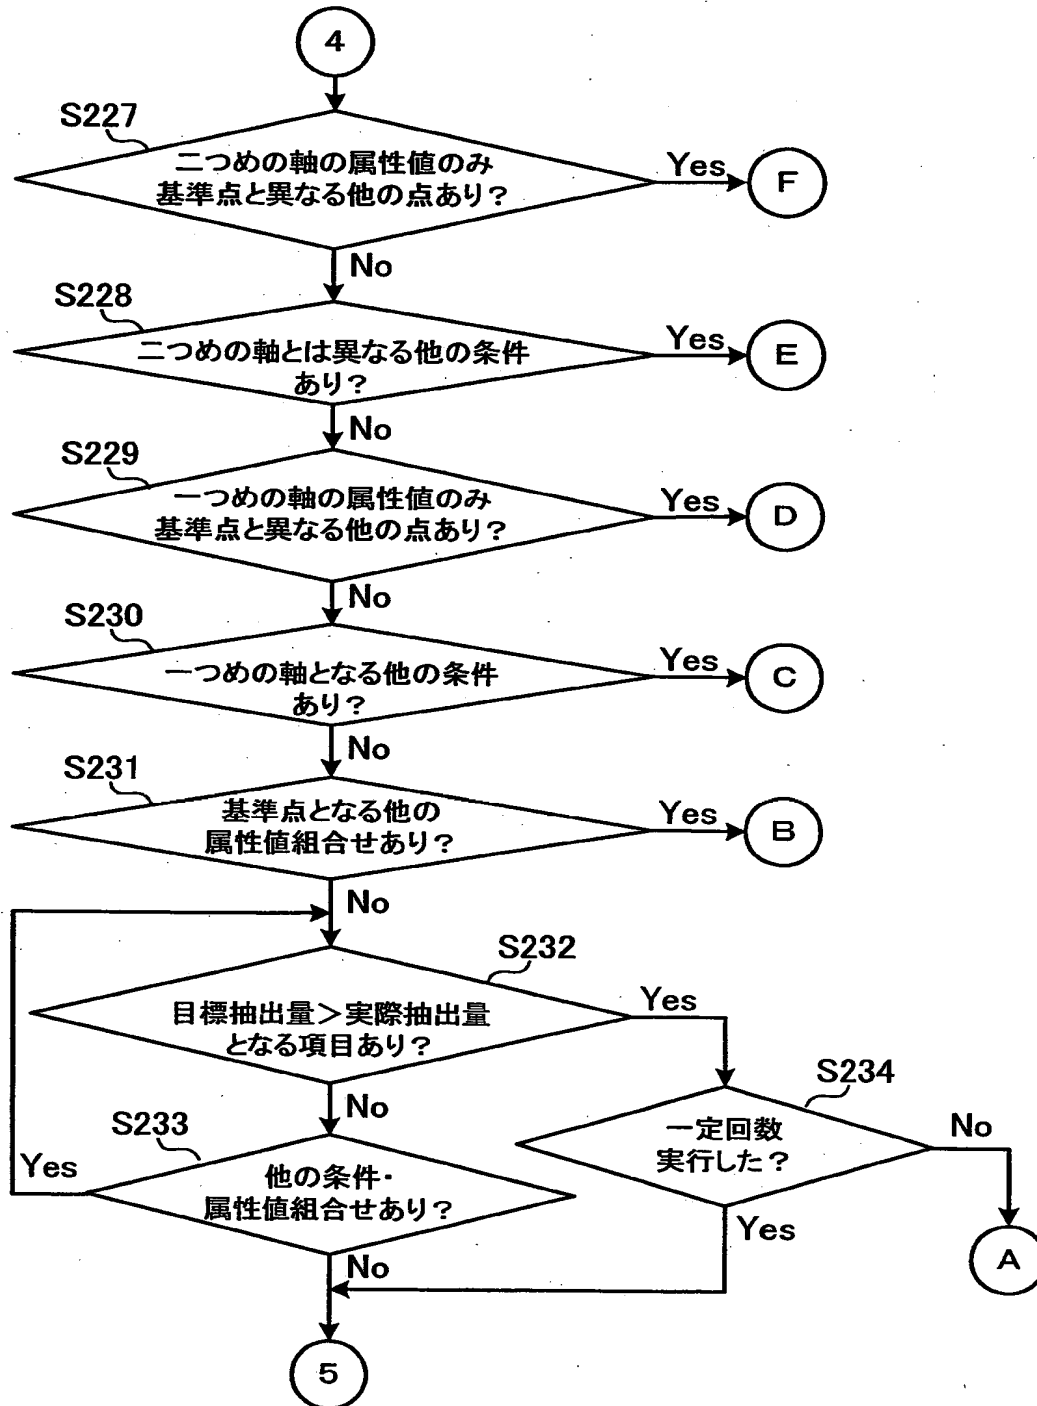 4
S227
二つめの軸の属性値のみ
基準点と異なる他の点あり?
Yes
F
No
S228
二つめの軸とは異なる他の条件
あり?
Yes
E
No
S229
一つめの軸の属性値のみ
基準点と異なる他の点あり?
Yes
D
No
S230
一つめの軸となる他の条件
あり?
Yes
C
No
S231
基準点となる他の
属性値組合せあり?
Yes
B
No
S232
目標抽出量>実際抽出量
となる項目あり?
Yes
No
S234
一定回数
実行した?
No
A
Yes
S233
他の条件・
属性値組合せあり?
Yes
No
5